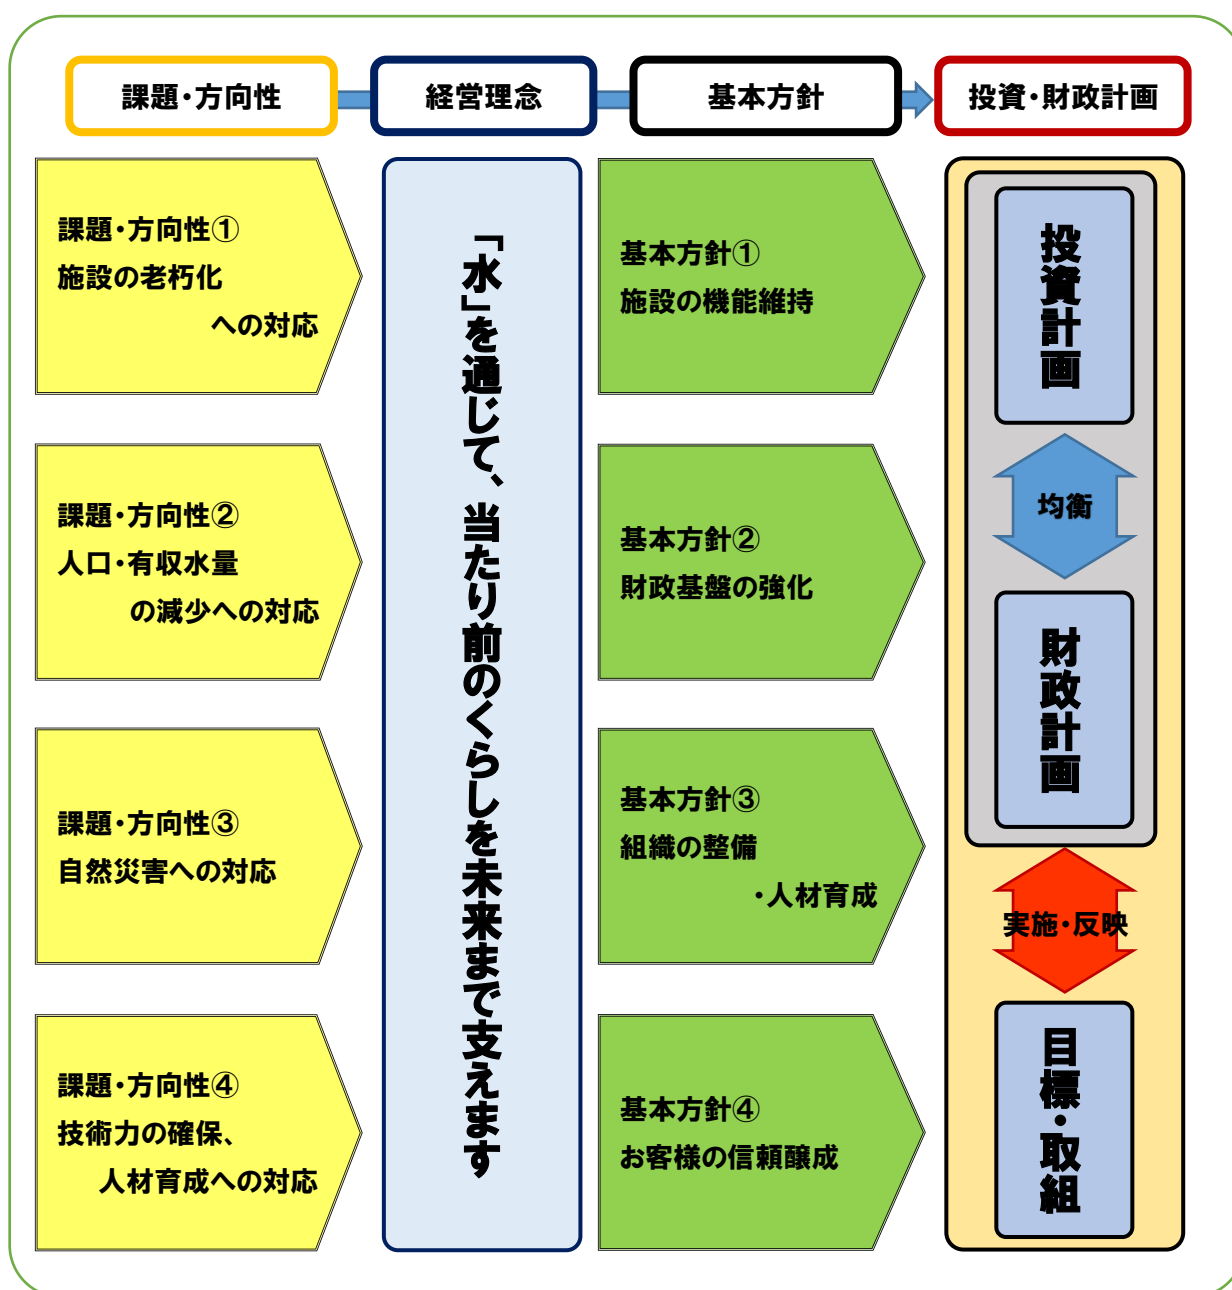 課題・方向性
経営理念
基本方針
投資・財政計画
課題・方向性①
施設の老朽化
への対応
課題・方向性②
人口・有収水量
の減少への対応
課題・方向性③
自然災害への対応
課題・方向性④
技術力の確保、
人材育成への対応
「水」を通じて、当たり前のくらしを未来まで支えます
基本方針①
施設の機能維持
基本方針②
財政基盤の強化
基本方針③
組織の整備
・人材育成
基本方針④
お客様の信頼醸成
投資計画
均衡
財政計画
実施・反映
目標・取組